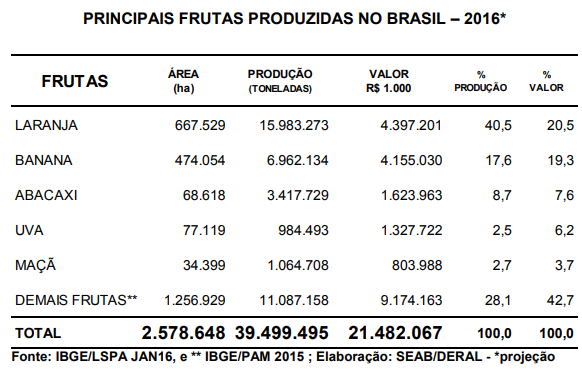 PRINCIPAIS FRUTAS PRODUZIDAS NO BRASIL – 2016*
FRUTAS ÁREA (ha) PRODUÇÃO (TONELADAS) VALOR R$ 1.000 % PRODUÇÃO % VALOR
LARANJA 667.529 15.983.273 4.397.201 40,5 20,5
BANANA 474.054 6.962.134 4.155.030 17,6 19,3
ABACAXI 68.618 3.417.729 1.623.963 8,7 7,6
UVA 77.119 984.493 1.327.722 2,5 6,2
MAÇÃ 34.399 1.064.708 803.988 2,7 3,7
DEMAIS FRUTAS** 1.256.929 11.087.158 9.174.163 28,1 42,7
TOTAL 2.578.648 39.499.495 21.482.067 100,0 100,0
Fonte: IBGE/LSPA JAN16, e ** IBGE/PAM 2015 ; Elaboração: SEAB/DERAL - *projeção